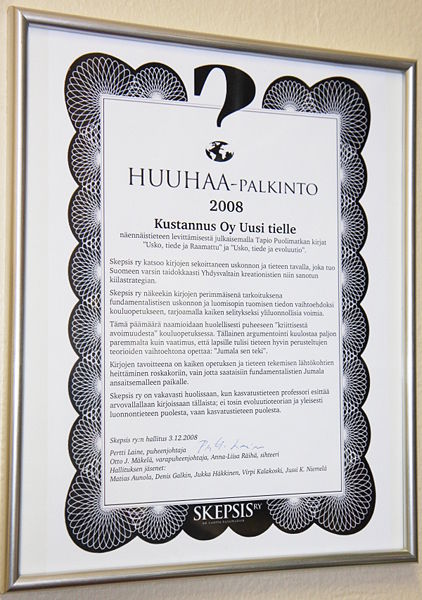 ?
HUUHAA-PALKINTO
2008
Kustannus Oy Uusi tielle
näennäistieteen levittämisestä julkaisemalla Tapio Puolimatkan kirjat
"Usko, tiede ja Raamattu" ja "Usko, tiede ja evoluutio".
Skepsis ry katsoo kirjojen sekoittaneen uskonnon ja tieteen tavalla, joka tuo
Suomeen varsin taidokkaasti Yhdysvaltain kreationistien niin sanotun
kiilastrategian.
Skepsis ry näkeekin kirjojen perimmäisenä tarkoituksena
fundamentalistisen uskonnon ja luomisopin tuomisen tiedon vaihtoehdoksi
kouluopetukseen, tarjoamalla kaiken selitykseksi yliluonnollisia voimia.
Tämä päämäärä naamioidaan huolellisesti puheeseen "kriittisestä
avoimuudesta" kouluopetuksessa. Tällainen argumentointi kuulostaa paljon
paremmalta kuin vaatimus, että lapsille tulisi tieteen hyvin perusteltujen
teorioiden vaihtoehtona opettaa: "Jumala sen teki".
Kirjojen tavoitteena on kaiken opetuksen ja tieteen tekemisen lähtökohtien
heittäminen roskakoriin, vain jotta saataisiin fundamentalistien Jumala
ansaitsemalleen paikalle.
Skepsis ry on vakavasti huolissaan, kun kasvatustieteen professori esittää
arvovallallaan kirjoissaan tällaista; ei tosin evoluutioteorian ja yleisesti
luonnontieteen puolesta, vaan kasvatustieteen puolesta.
Skepsis ry:n hallitus 3.12.2008
Pertti Laine, puheenjohtaja
Otto J. Mäkelä, varapuheenjohtaja, Anna-Liisa Räihä, sihteeri
Hallituksen jäsenet:
Matias Aunola, Denis Galkin, Jukka Häkkinen, Virpi Kalakoski, Jussi K. Niemelä
SKEPSIS RY